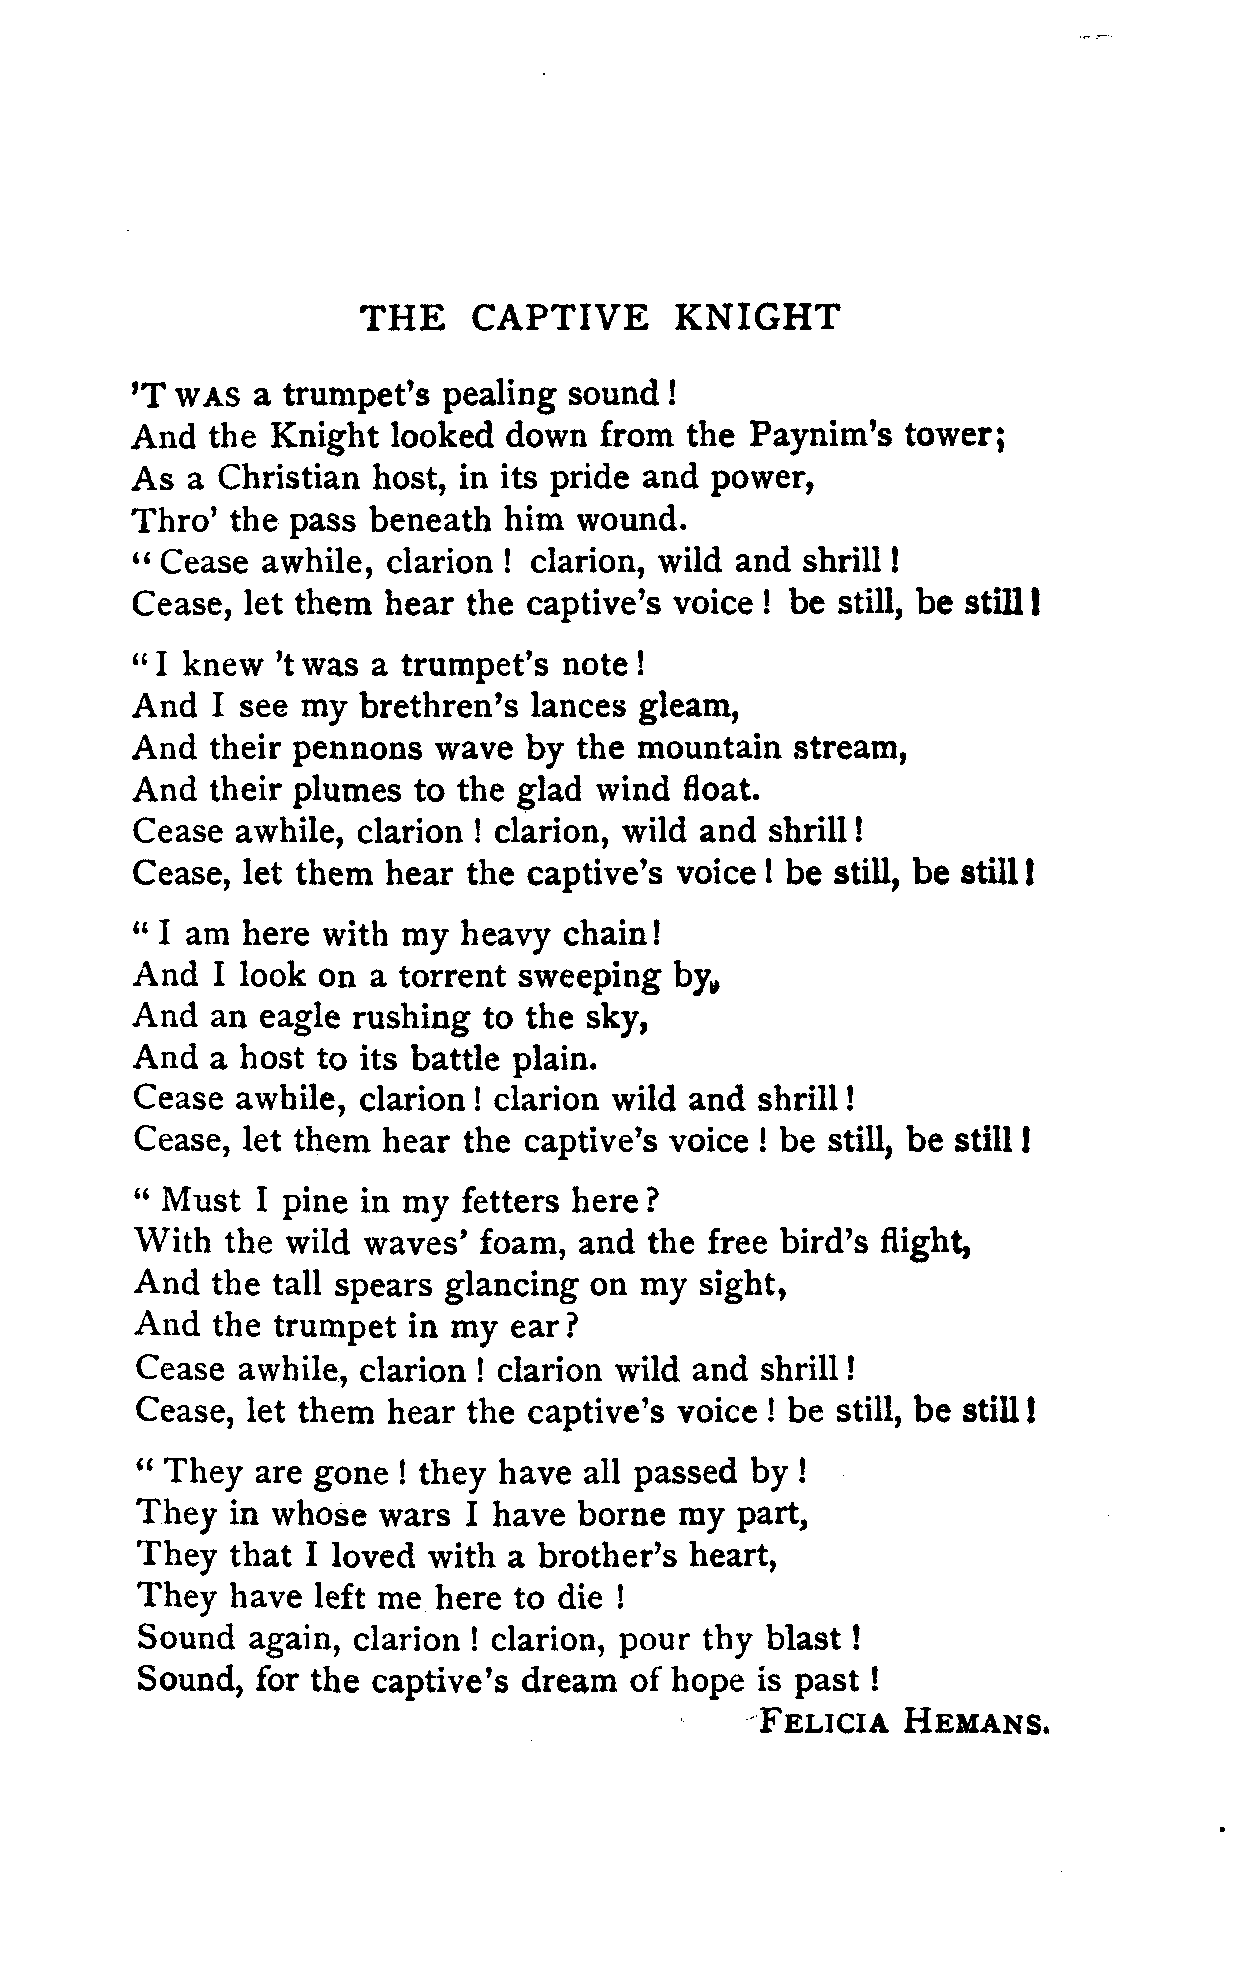 THE CAPTIVE KNIGHT
'T WAS a trumpet's pealing sound!
And the Knight looked down from the Paynim's tower;
As a Christian host, in its pride and power,
Thro' the pass beneath him wound.
"Cease awhile, clarion! clarion, wild and shrill!
Cease, let them hear the captive's voice! be still, be still!
"I knew 't was a trumpet's note!
And I see my brethren's lances gleam,
And their pennons wave by the mountain stream,
And their plumes to the glad wind float.
Cease awhile, clarion! clarion, wild and shrill!
Cease, let them hear the captive's voice! be still, be still!
"I am here with my heavy chain!
And I look on a torrent sweeping by,
And an eagle rushing to the sky,
And a host to its battle plain.
Cease awhile, clarion! clarion wild and shrill!
Cease, let them hear the captive's voice! be still, be still!
"Must I pine in my fetters here?
With the wild waves' foam, and the free bird's flight,
And the tall spears glancing on my sight,
And the trumpet in my ear?
Cease awhile, clarion! clarion wild and shrill!
Cease, let them hear the captive's voice! be still, be still!
"They are gone! they have all passed by!
They in whose wars I have borne my part,
They that I loved with a brother's heart,
They have left me here to die!
Sound again, clarion! clarion, pour thy blast!
Sound, for the captive's dream of hope is past!
FELICIA HEMANS.